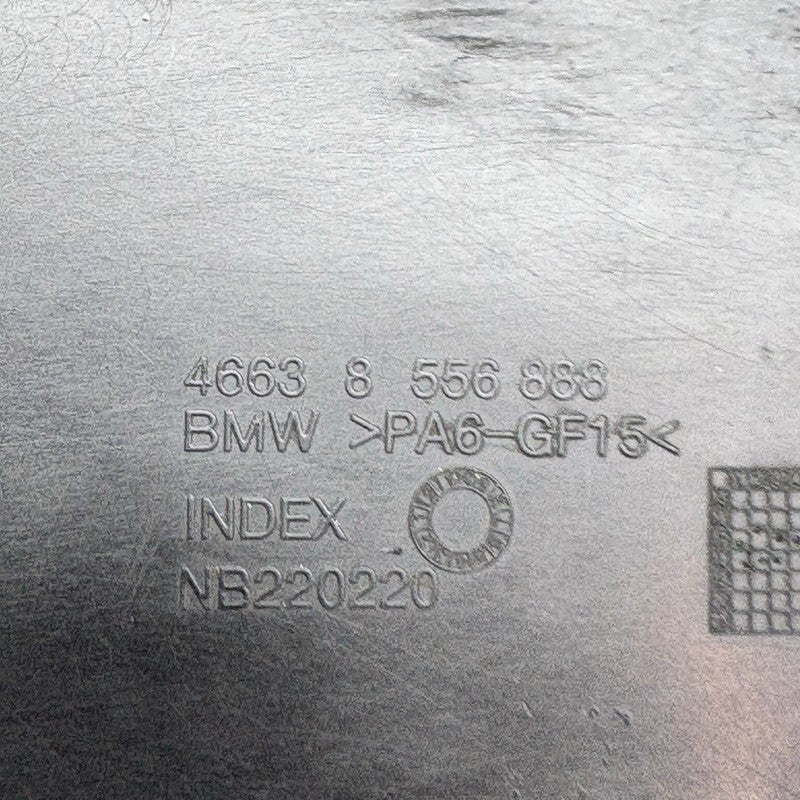 4663 8 556 888
BMW >PA6-GF15<
INDEX
NB220220